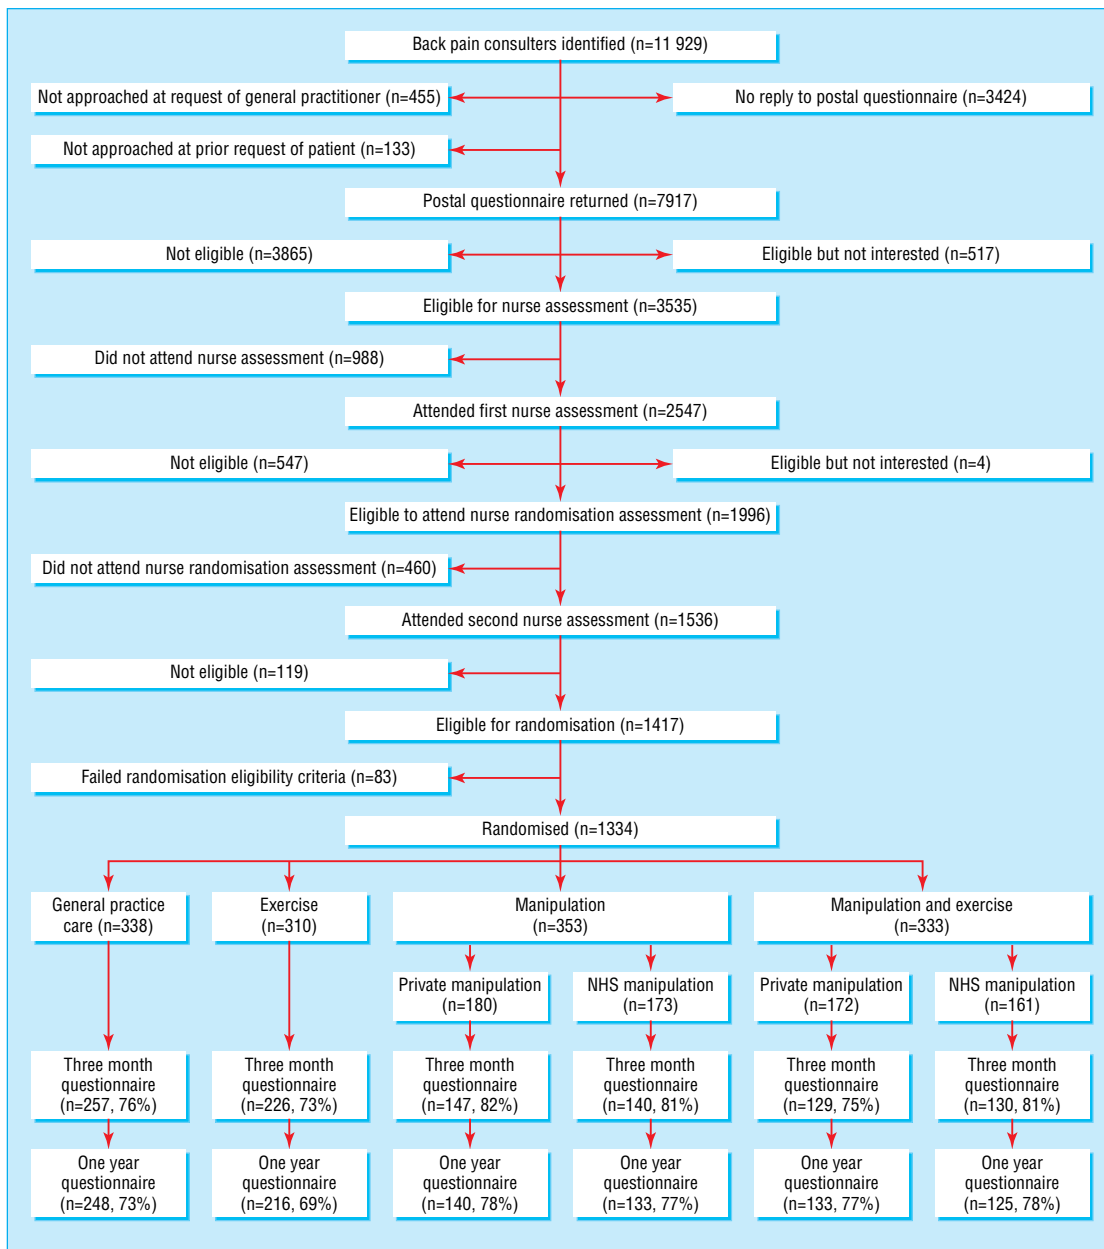 Back pain consulters identified (n=11 929)
Not approached at request of general practitioner (n=455)
No reply to postal questionnaire (n=3424)
Not approached at prior request of patient (n=133)
Postal questionnaire returned (n=7917)
Not eligible (n=3865)
Eligible but not interested (n=517)
Eligible for nurse assessment (n=3535)
Did not attend nurse assessment (n=988)
Attended first nurse assessment (n=2547)
Not eligible (n=547)
Eligible but not interested (n=4)
Eligible to attend nurse randomisation assessment (n=1996)
Did not attend nurse randomisation assessment (n=460)
Attended second nurse assessment (n=1536)
Not eligible (n=119)
Eligible for randomisation (n=1417)
Failed randomisation eligibility criteria (n=83)
Randomised (n=1334)
General practice
care (n=338)
Exercise
(n=310)
Manipulation
(n=353)
Manipulation and exercise
(n=333)
Private manipulation
(n=180)
NHS manipulation
(n=173)
Private manipulation
(n=172)
NHS manipulation
(n=161)
Three month
questionnaire
(n=257, 76%)
Three month
questionnaire
(n=226, 73%)
Three month
questionnaire
(n=147, 82%)
Three month
questionnaire
(n=140, 81%)
Three month
questionnaire
(n=129, 75%)
Three month
questionnaire
(n=130, 81%)
One year
questionnaire
(n=248, 73%)
One year
questionnaire
(n=216, 69%)
One year
questionnaire
(n=140, 78%)
One year
questionnaire
(n=133, 77%)
One year
questionnaire
(n=133, 77%)
One year
questionnaire
(n=125, 78%)